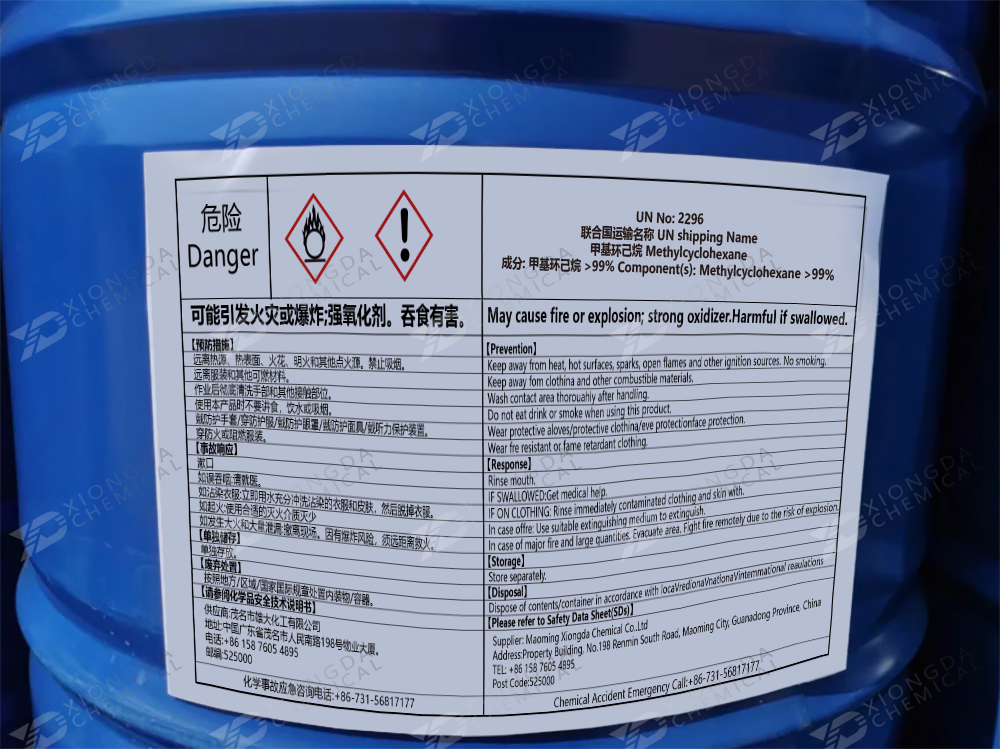 危险
Danger
UN No: 2296
联合国运输名称 UN shipping Name
甲基环己烷 Methylcyclohexane
成分: 甲基环己烷 >99% Component(s): Methylcyclohexane >99%
可能引发火灾或爆炸;强氧化剂。吞食有害。
【预防措施】
远离热源、热表面、火花、明火和其他点火源。禁止吸烟。
远离服装和其他可燃材料。
作业后彻底清洗手部和其他接触部位。
使用本产品时不要进食，饮水或吸烟。
戴防护手套/穿防护服/戴防护眼罩/戴防护面具/戴听力保护装置。
穿防火或阻燃服装。
【事故响应】
漱口
如误吞咽:请就医。
如沾染衣服:立即用水充分冲洗沾染的衣服和皮肤，然后脱掉衣服。
如起火:使用合适的灭火介质灭少
如发生大火和大量泄漏:撤离现场。因有爆炸风险，须远距离救火。
【单独储存】
单独存放。
【废弃处置】
按照地方/区域/国家国际规章处置内装物/容器。
【请参阅化学品安全技术说明书】
供应商:茂名市雄大化工有限公司
地址:中国广东省茂名市人民南路198号物业大厦。
电话:+86 158 7605 4895
邮编:525000
化学事故应急咨询电话:+86-731-56817177
May cause fire or explosion; strong oxidizer.Harmful if swallowed.
【Prevention】
Keep away from heat, hot surfaces, sparks, open flames and other ignition sources. No smoking.
Keep away fom clothina and other combustible materials.
Wash contact area thorouahly after handling.
Do not eat drink or smoke when using this product.
Wear protective aloves/protective clothina/eve protectionface protection.
Wear fre resistant or fame retardant clothing.
【Response】
Rinse mouth.
IF SWALLOWED:Get medical help.
IF ON CLOTHING: Rinse immediately contaminated clothing and skin with.
In case offre: Use suitable extinguishing medium to extinguish.
In case of major fire and large quantities. Evacuate area. Fight fire remotely due to the risk of explosion.
【Storage】
Store separately.
【Disposal】
Dispose of contents/container in accordance with locaVredionaVnationaVintemmational reaulations
【Please refer to Safety Data Sheet(SDs)】
Supplier: Maoming Xiongda Chemical Co.,Ltd
Address:Property Building. No.198 Renmin South Road, Maoming City, Guanadong Province, China
TEL: +86 158 7605 4895
Post Code:525000
Chemical Accident Emergency Call:+86-731-56817177
XIONGDA
CHEMICAL